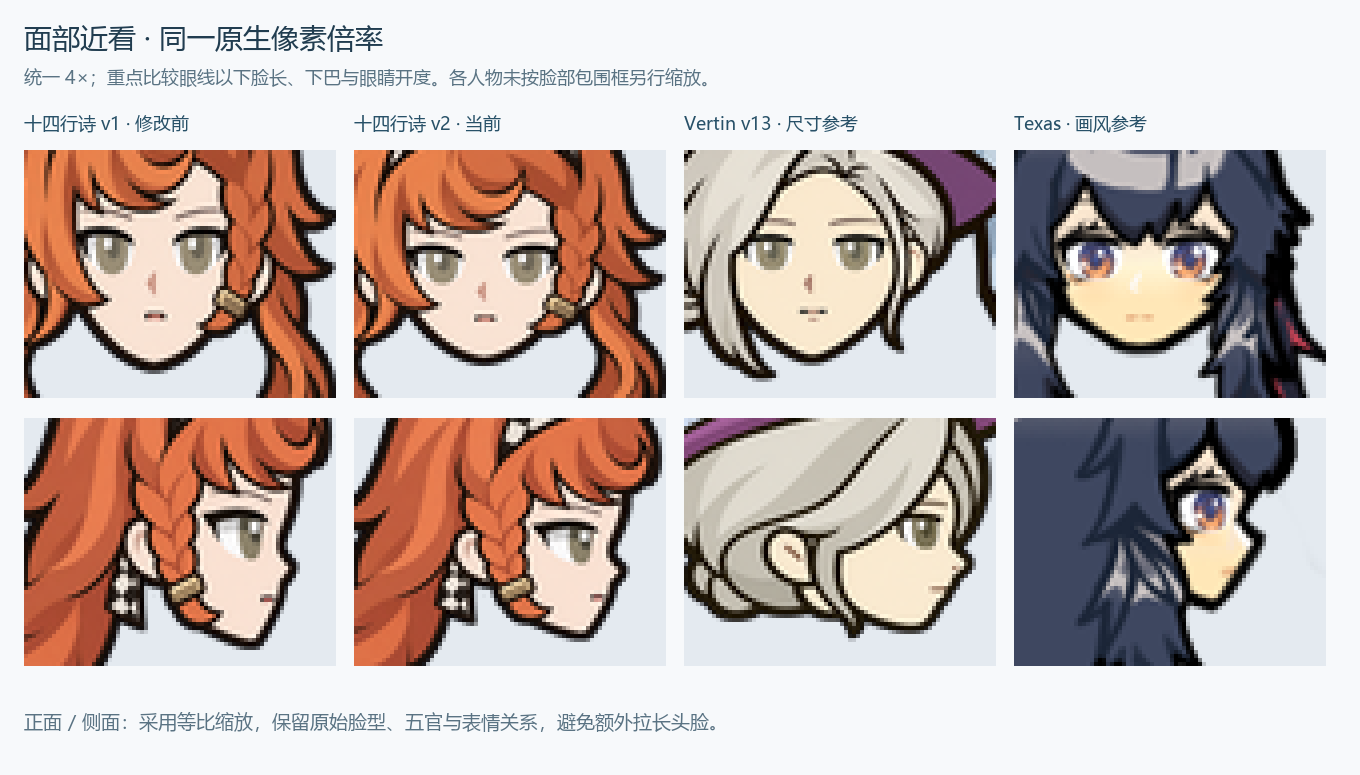 面部近看 · 同一原生像素倍率
统一 4×；重点比较眼线以下脸长、下巴与眼睛开度。各人物未按脸部包围框另行缩放。
十四行诗 v1 · 修改前
十四行诗 v2 · 当前
Vertin v13 · 尺寸参考
Texas · 画风参考
正面 / 侧面：采用等比缩放，保留原始脸型、五官与表情关系，避免额外拉长头脸。